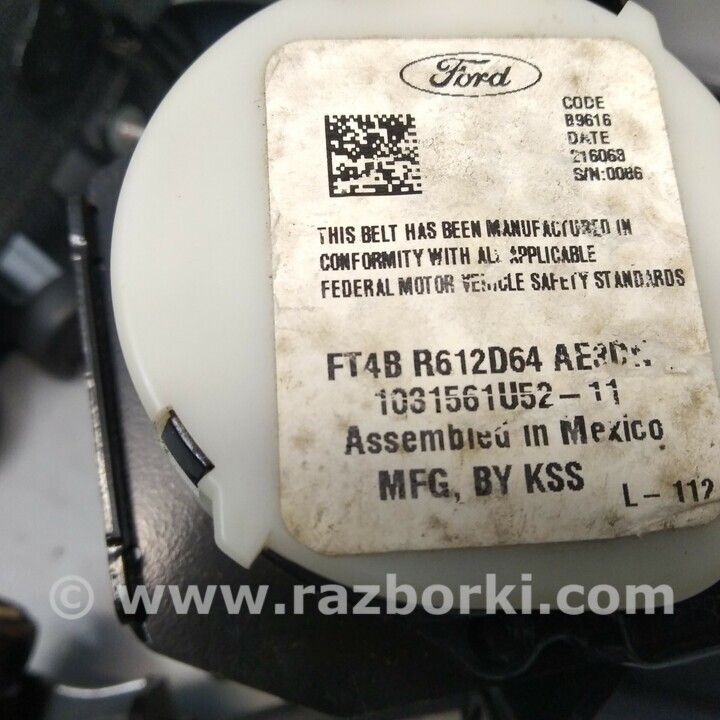 Ford
CODE
B9616
DATE
216068
S/N:0086
THIS BELT HAS BEEN MANUFACTURED IN
CONFORMITY WITH ALL APPLICABLE
FEDERAL MOTOR VEHICLE SAFETY STANDARDS
FT4B R612D64
1031561U52-11
Assembled in Mexico
MFG, BY KSS
L-112
© www.razborki.com